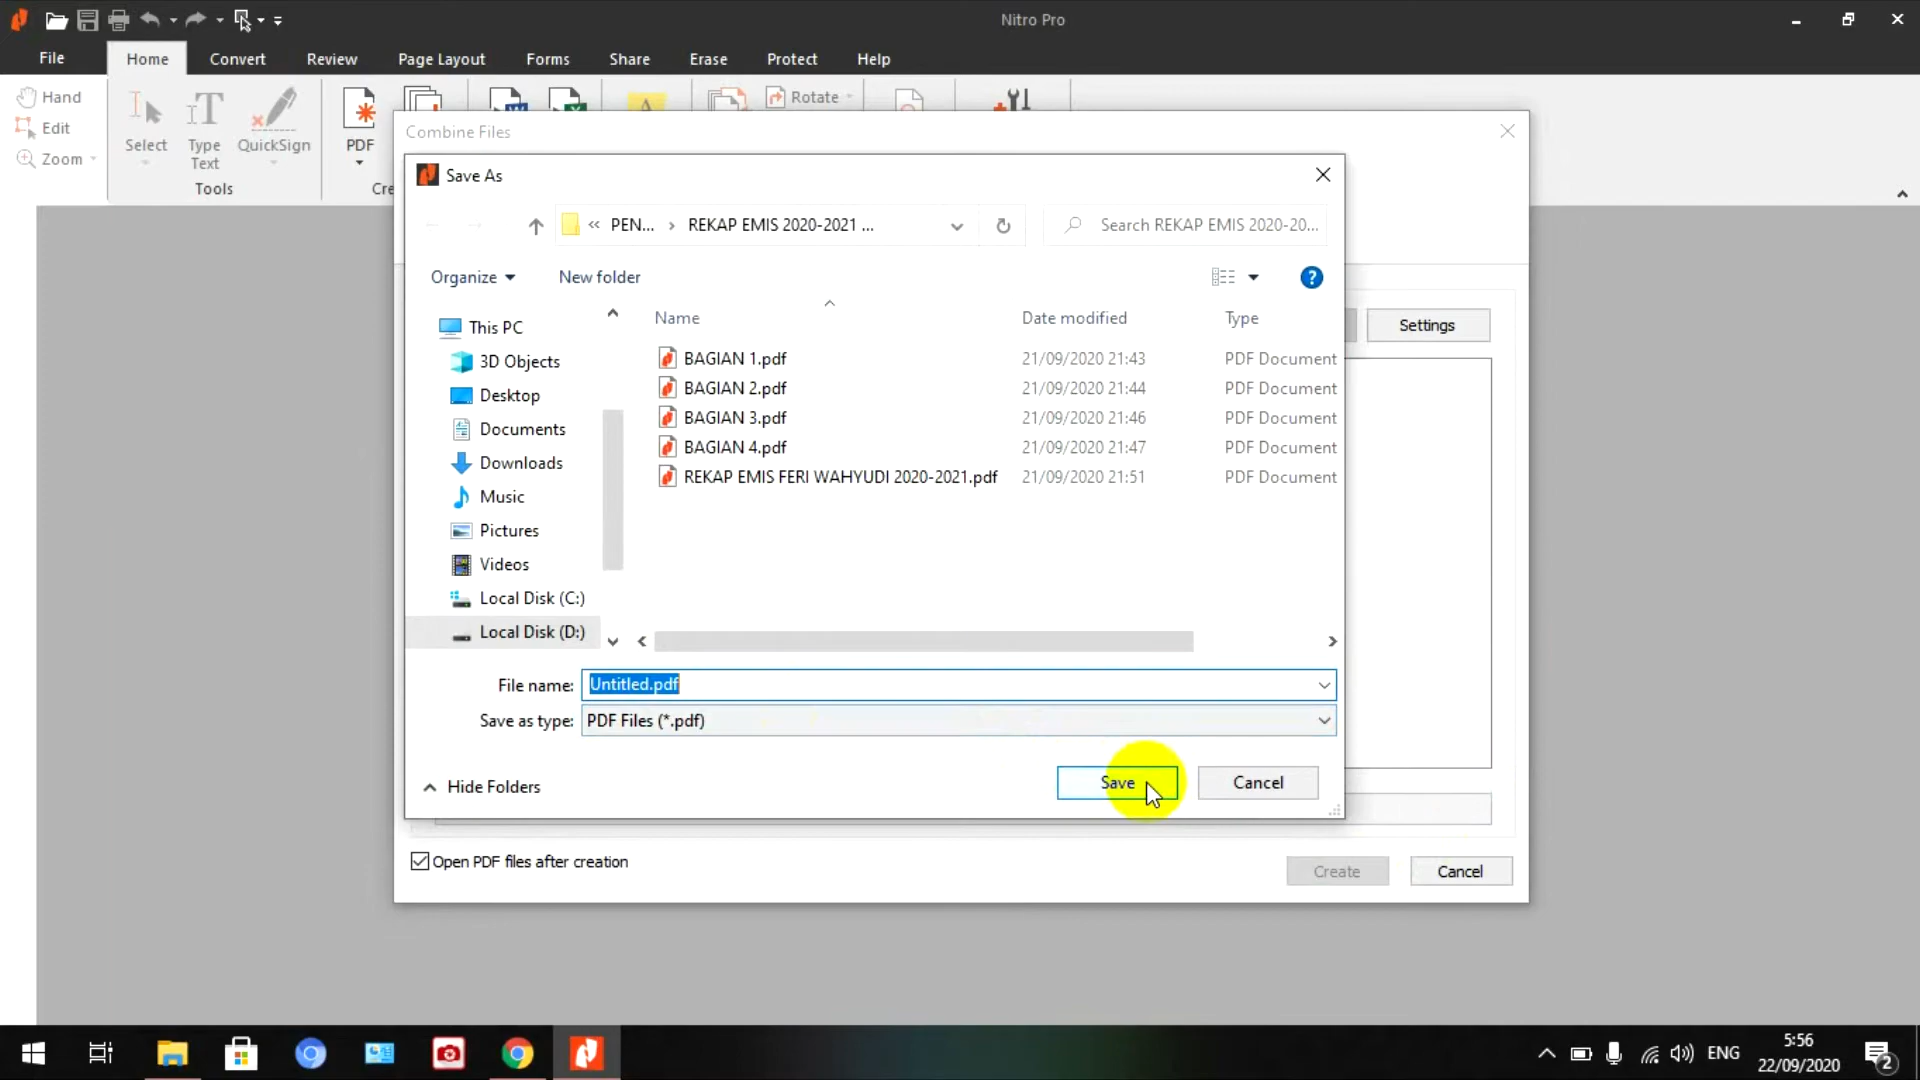 Nitro Pro
File Home Convert Review Page Layout Forms Share Erase Protect Help
Hand
Edit
Zoom
Select
Type
Text
QuickSign
PDF
Rotate
Tools
Cre
Combine Files
Save As
« PEN... › REKAP EMIS 2020-2021 ...
Search REKAP EMIS 2020-20...
Organize New folder
Settings
This PC
3D Objects
Desktop
Documents
Downloads
Music
Pictures
Videos
Local Disk (C:)
Local Disk (D:)
Name Date modified Type
BAGIAN 1.pdf 21/09/2020 21:43 PDF Document
BAGIAN 2.pdf 21/09/2020 21:44 PDF Document
BAGIAN 3.pdf 21/09/2020 21:46 PDF Document
BAGIAN 4.pdf 21/09/2020 21:47 PDF Document
REKAP EMIS FERI WAHYUDI 2020-2021.pdf 21/09/2020 21:51 PDF Document
File name: Untitled.pdf
Save as type: PDF Files (*.pdf)
Hide Folders
Save Cancel
Open PDF files after creation
Create Cancel
ENG
5:56
22/09/2020
2